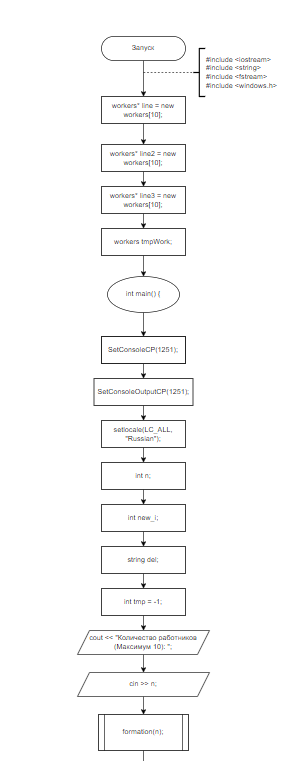 Запуск
#include <iostream>
#include <string>
#include <fstream>
#include <windows.h>
workers* line = new
workers[10];
workers* line2 = new
workers[10];
workers* line3 = new
workers[10];
workers tmpWork;
int main() {
SetConsoleCP(1251);
SetConsoleOutputCP(1251);
setlocale(LC_ALL,
"Russian");
int n;
int new_i;
string del;
int tmp = -1;
cout << "Количество работников
(Максимум 10): ";
cin >> n;
formation(n);